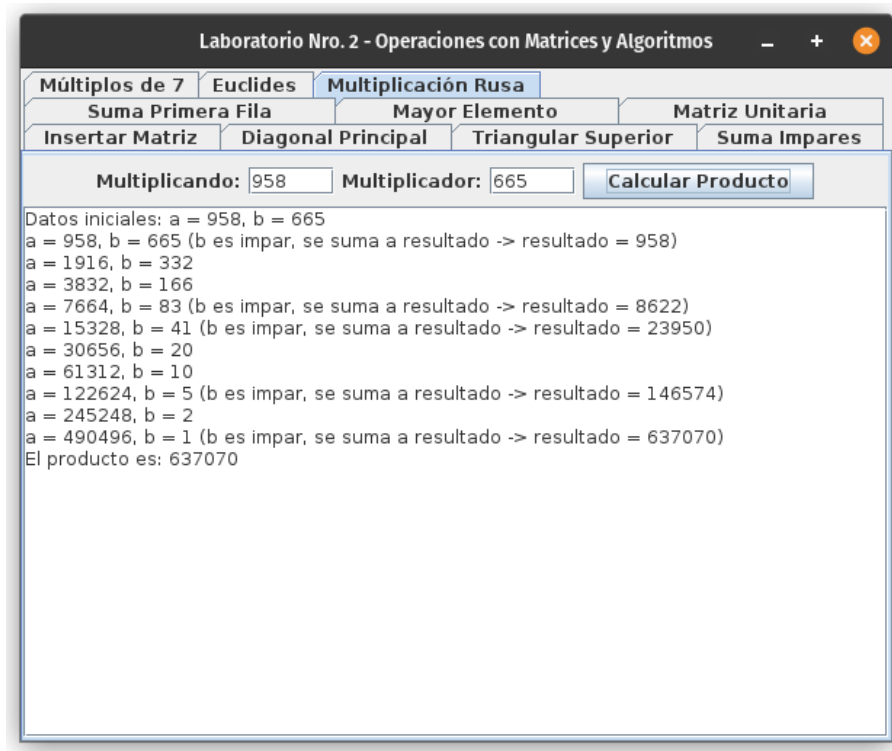 Laboratorio Nro. 2 - Operaciones con Matrices y Algoritmos
Múltiplos de 7 Euclides Multiplicación Rusa
Suma Primera Fila Mayor Elemento Matriz Unitaria
Insertar Matriz Diagonal Principal Triangular Superior Suma Impares
Multiplicando: 958 Multiplicador: 665 Calcular Producto
Datos iniciales: a = 958, b = 665
a = 958, b = 665 (b es impar, se suma a resultado -> resultado = 958)
a = 1916, b = 332
a = 3832, b = 166
a = 7664, b = 83 (b es impar, se suma a resultado -> resultado = 8622)
a = 15328, b = 41 (b es impar, se suma a resultado -> resultado = 23950)
a = 30656, b = 20
a = 61312, b = 10
a = 122624, b = 5 (b es impar, se suma a resultado -> resultado = 146574)
a = 245248, b = 2
a = 490496, b = 1 (b es impar, se suma a resultado -> resultado = 637070)
El producto es: 637070